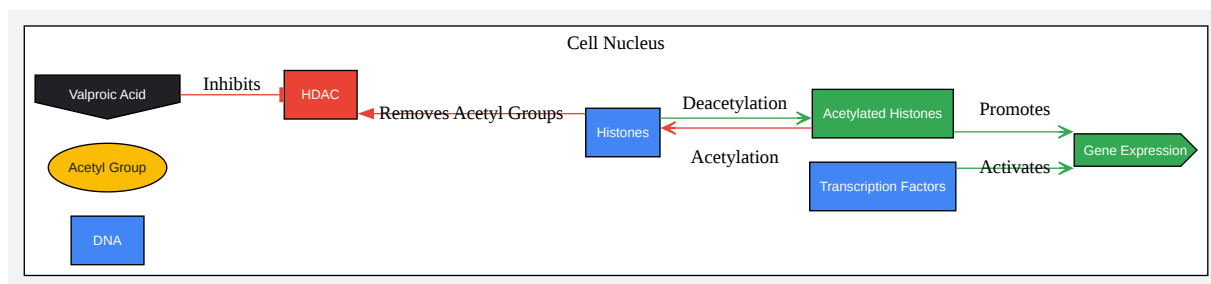 Cell Nucleus
Valproic Acid
Inhibits
HDAC
Removes Acetyl Groups
Histones
Deacetylation
Acetylation
Acetylated Histones
Promotes
Gene Expression
Acetyl Group
Transcription Factors
Activates
DNA